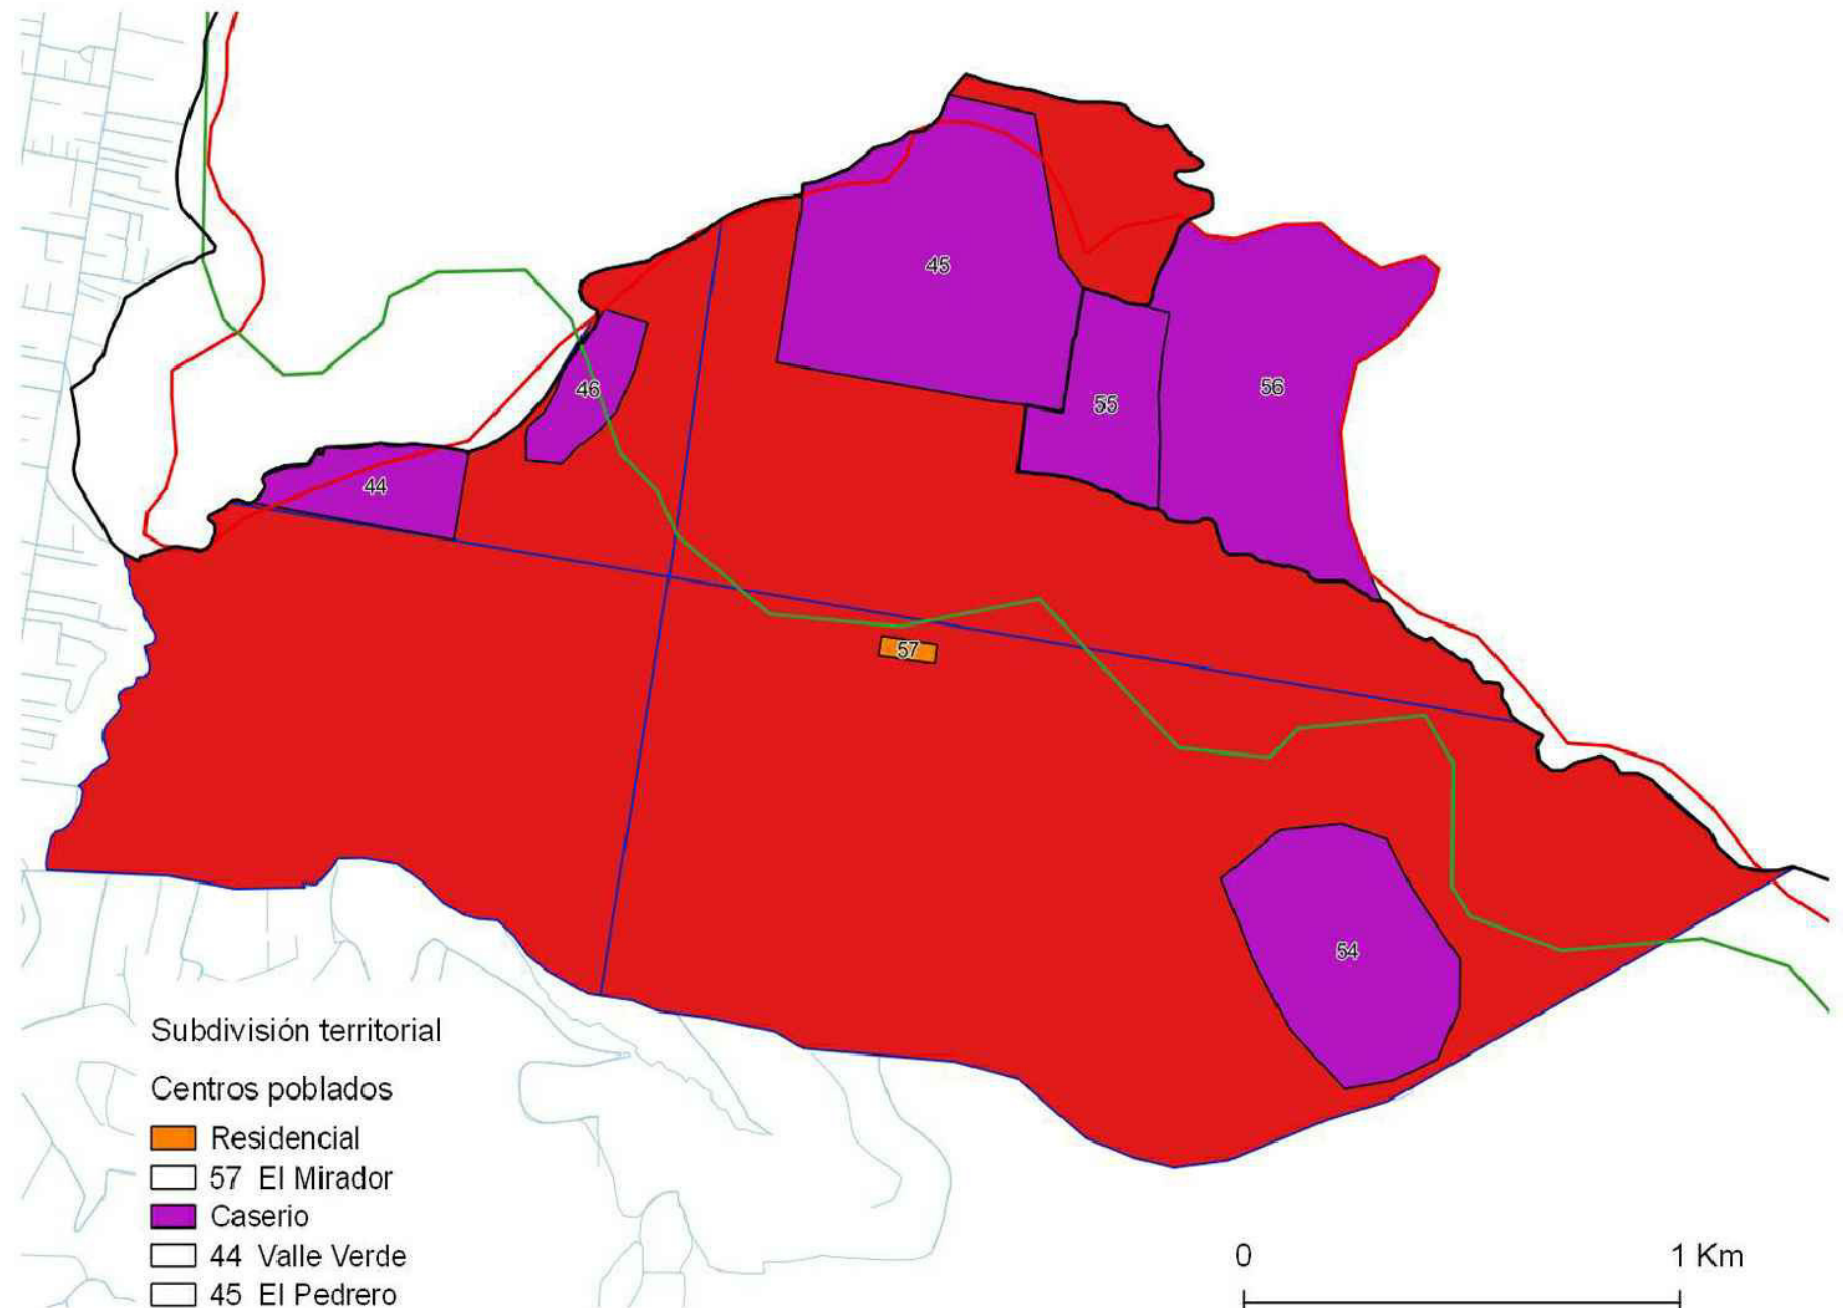 45
56
46
55
44
57
54
Subdivisión territorial
Centros poblados
Residencial
57 El Mirador
Caserio
44 Valle Verde
45 El Pedrero
0 1 Km